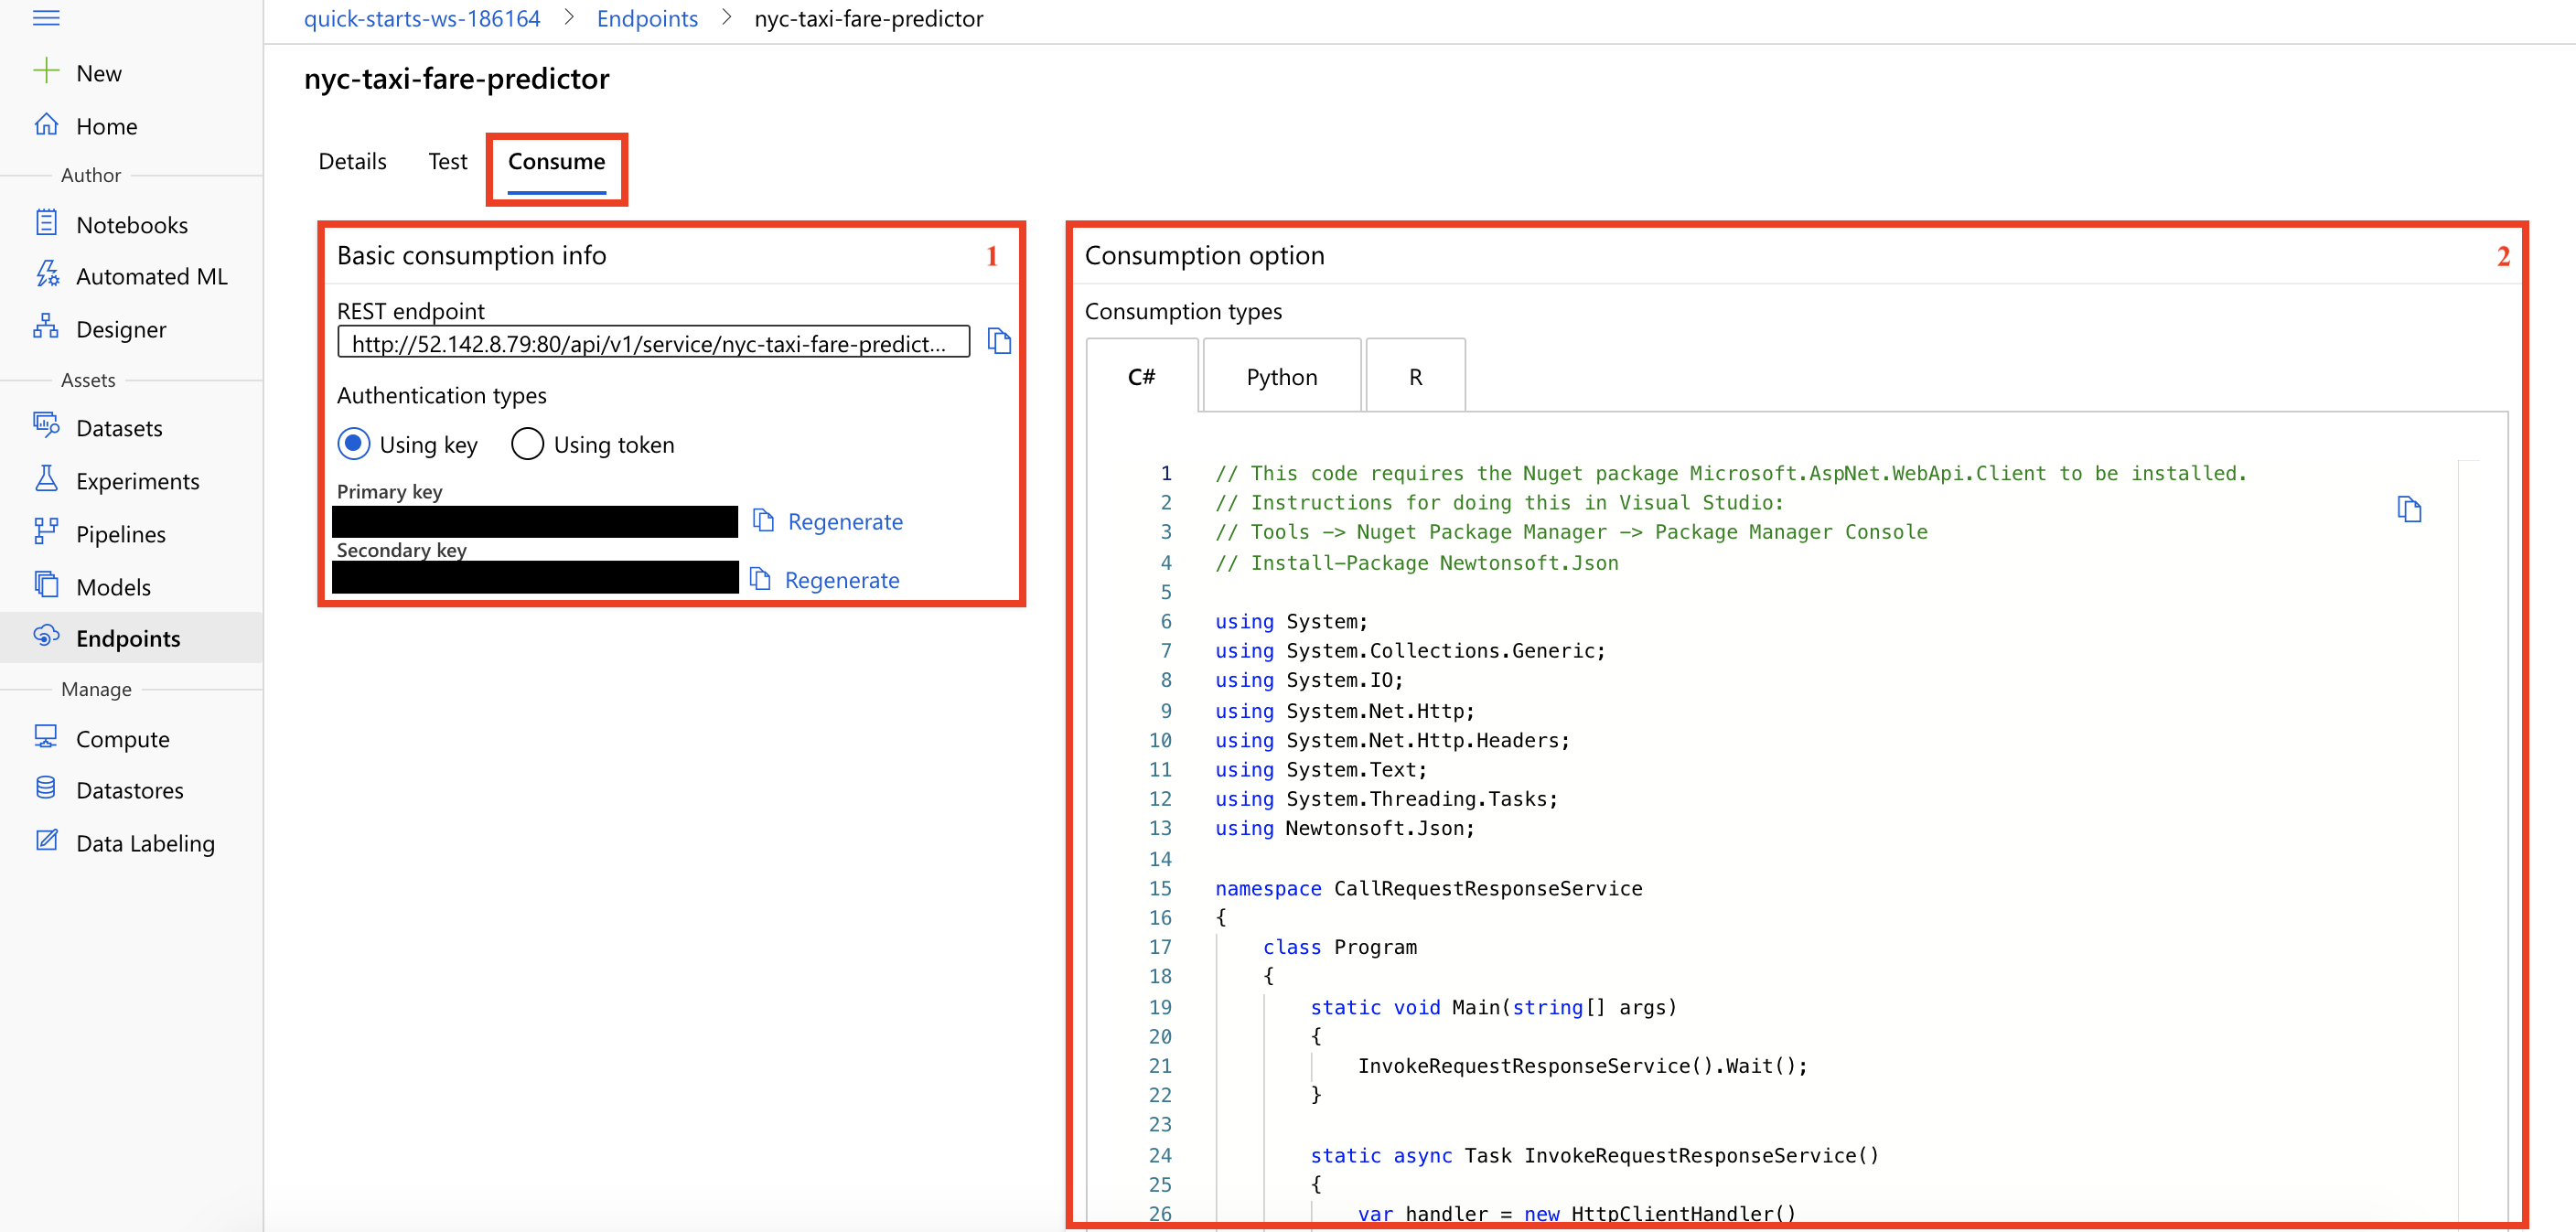 quick-starts-ws-186164 > Endpoints > nyc-taxi-fare-predictor
New
Home
Author
Notebooks
Automated ML
Designer
Assets
Datasets
Experiments
Pipelines
Models
Endpoints
Manage
Compute
Datastores
Data Labeling
nyc-taxi-fare-predictor
Details Test Consume
Basic consumption info 1
REST endpoint
http://52.142.8.79:80/api/v1/service/nyc-taxi-fare-predict...
Authentication types
Using key Using token
Primary key
Regenerate
Secondary key
Regenerate
Consumption option 2
Consumption types
C# Python R
1 // This code requires the Nuget package Microsoft.AspNet.WebApi.Client to be installed.
2 // Instructions for doing this in Visual Studio:
3 // Tools -> Nuget Package Manager -> Package Manager Console
4 // Install-Package Newtonsoft.Json
5
6 using System;
7 using System.Collections.Generic;
8 using System.IO;
9 using System.Net.Http;
10 using System.Net.Http.Headers;
11 using System.Text;
12 using System.Threading.Tasks;
13 using Newtonsoft.Json;
14
15 namespace CallRequestResponseService
16 {
17 class Program
18 {
19 static void Main(string[] args)
20 {
21 InvokeRequestResponseService().Wait();
22 }
23
24 static async Task InvokeRequestResponseService()
25 {
26 var handler = new HttpClientHandler()